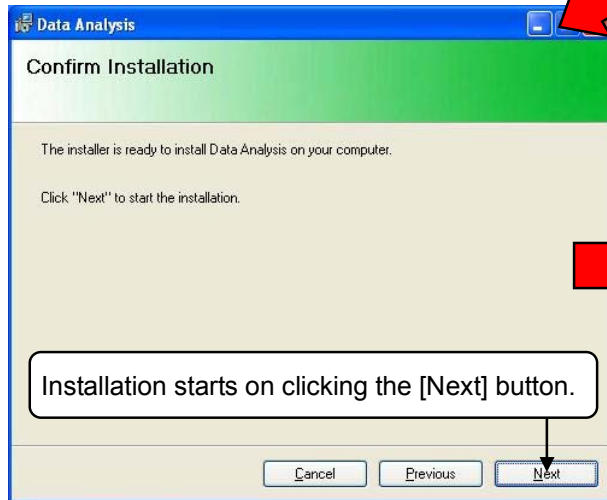 Data Analysis
Confirm Installation
The installer is ready to install Data Analysis on your computer.
Click "Next" to start the installation.
Installation starts on clicking the [Next] button.
Cancel Previous Next